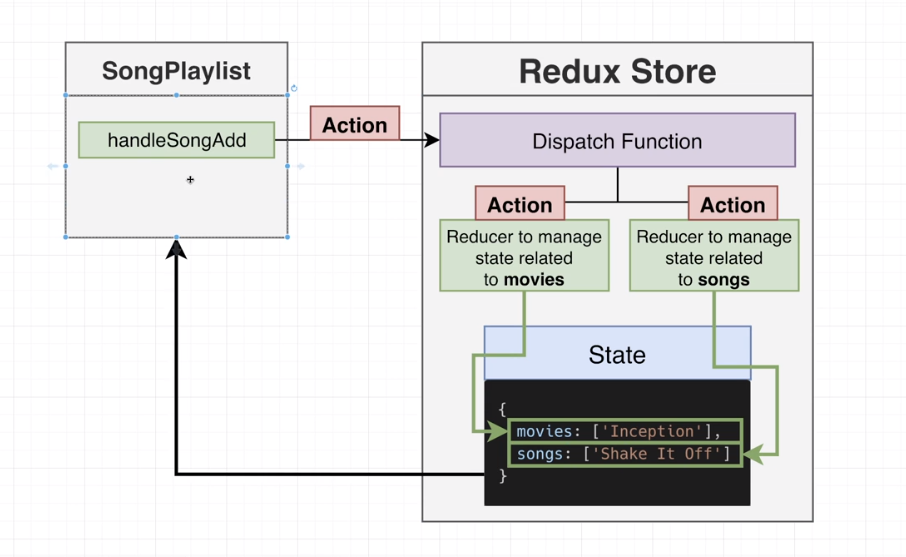 SongPlaylist
handleSongAdd
Action
Redux Store
Dispatch Function
Action
Action
Reducer to manage
state related
to movies
Reducer to manage
state related
to songs
State
{
movies: ['Inception'],
songs: ['Shake It Off']
}